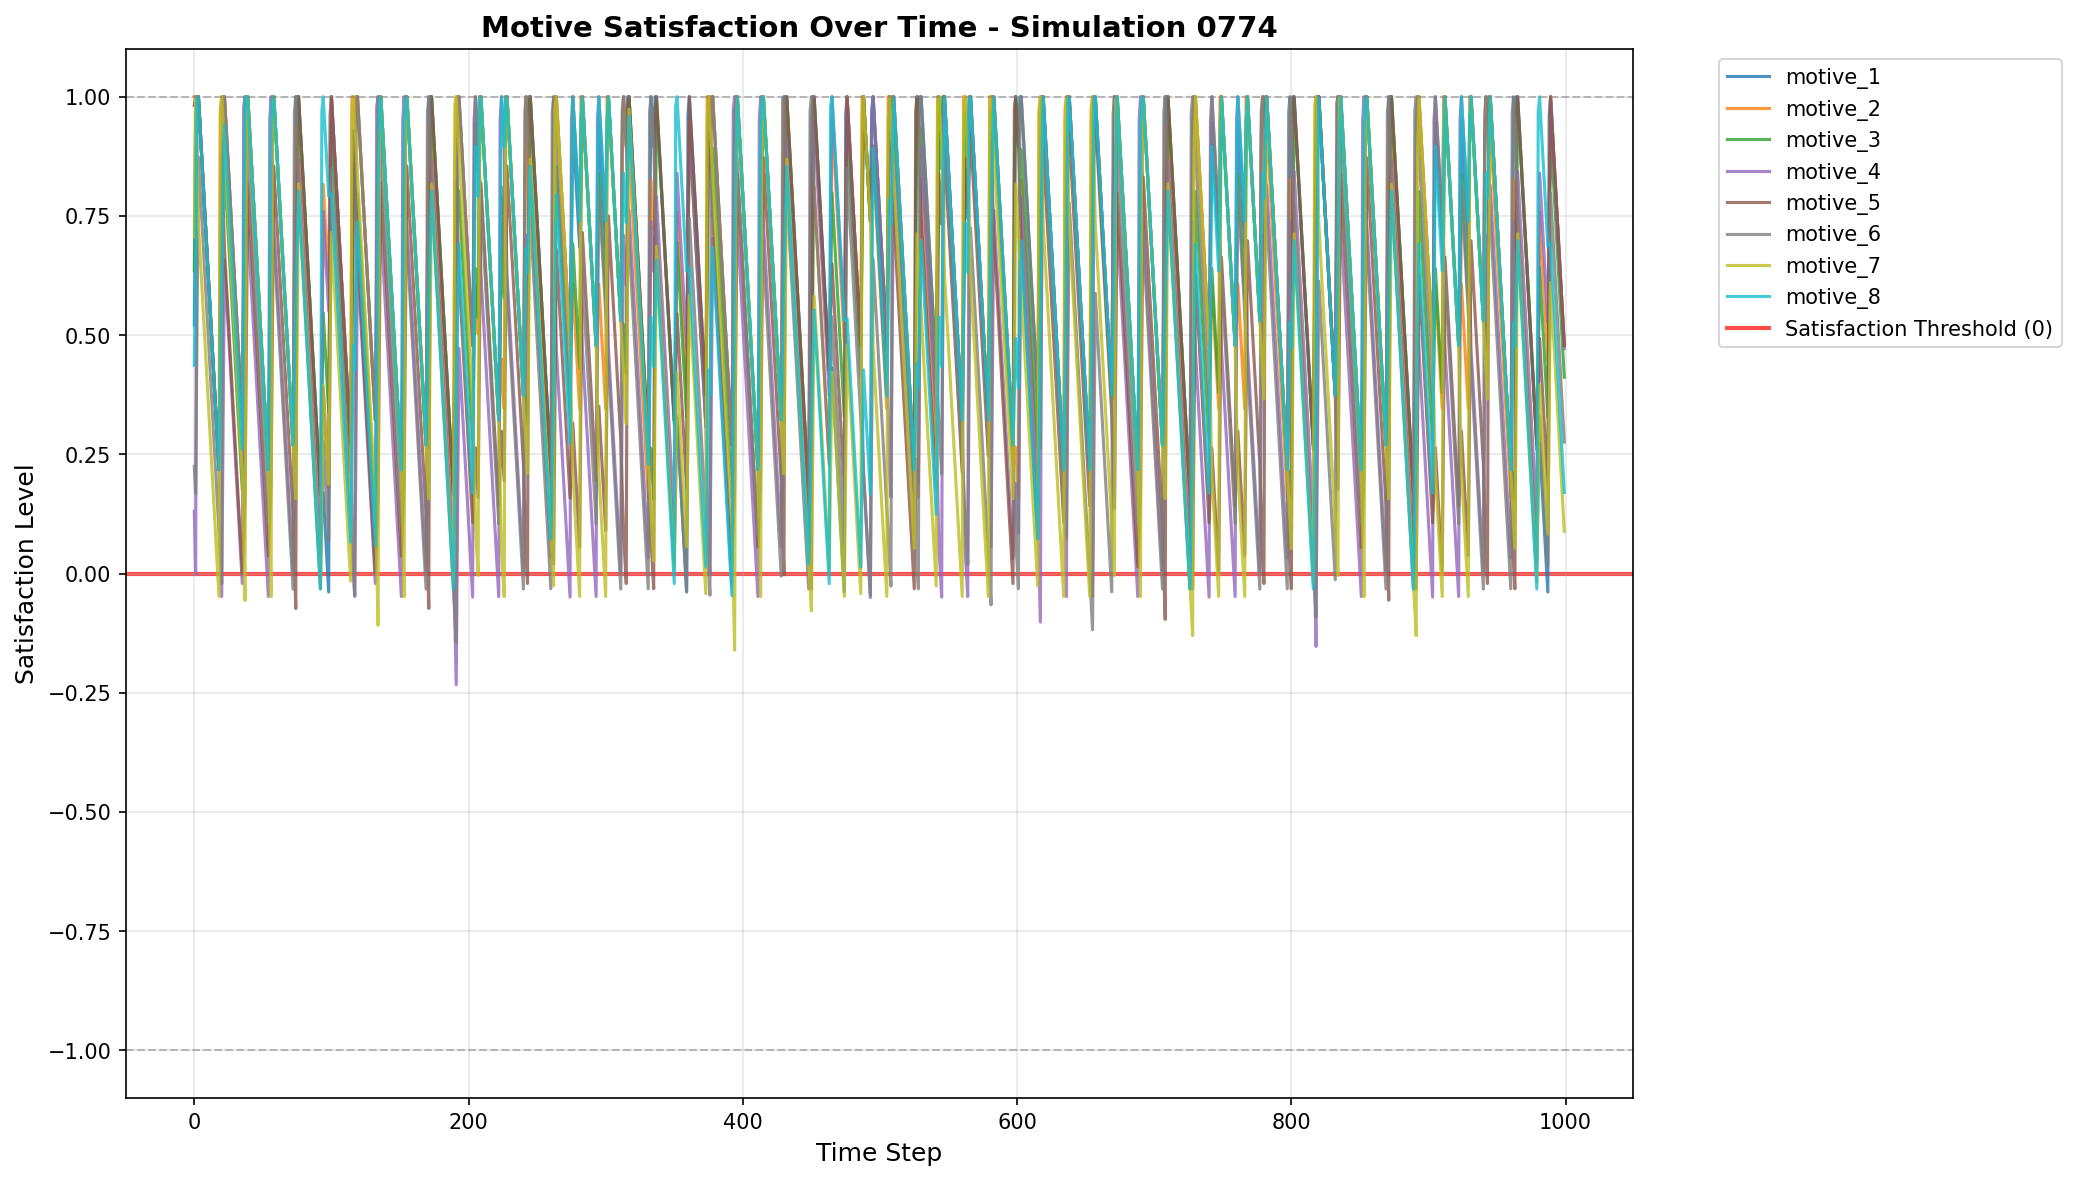 Motive Satisfaction Over Time - Simulation 0774
Satisfaction Level
1.00
0.75
0.50
0.25
0.00
−0.25
−0.50
−0.75
−1.00
0
200
400
600
800
1000
Time Step
motive_1
motive_2
motive_3
motive_4
motive_5
motive_6
motive_7
motive_8
Satisfaction Threshold (0)